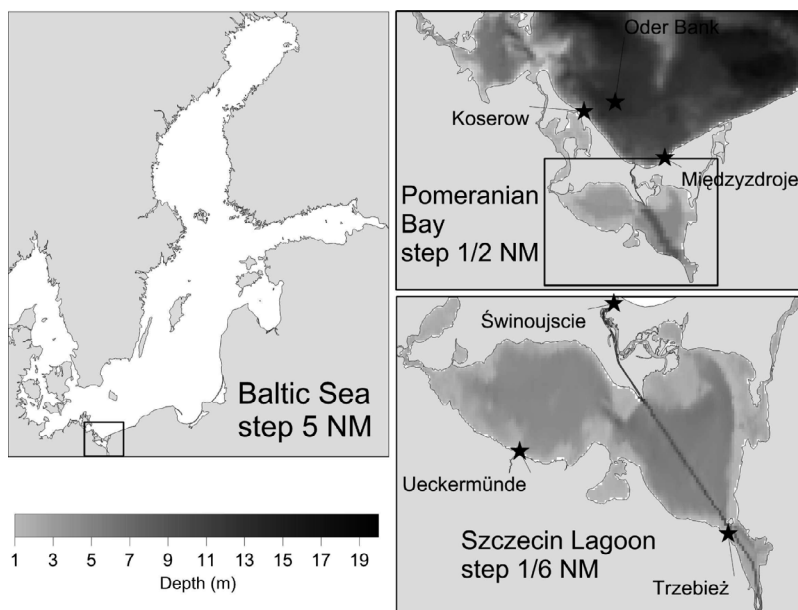 Baltic Sea
step 5 NM
1 3 5 7 9 11 13 15 17 19
Depth (m)
Oder Bank
Koserow
Międzyzdroje
Pomeranian
Bay
step 1/2 NM
Świnoujscie
Ueckermünde
Szczecin Lagoon
step 1/6 NM
Trzebież